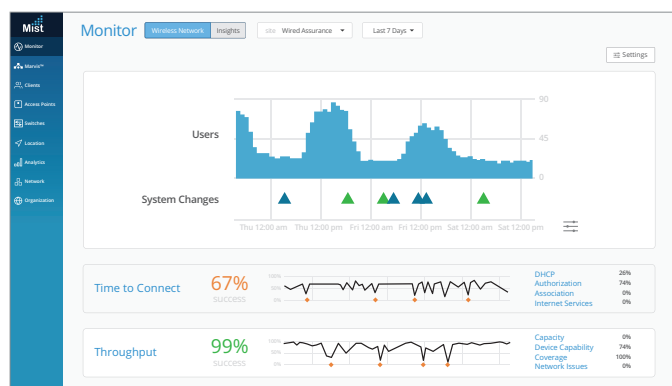 Mist
Monitor
Marvis™
Clients
Access Points
Switches
Location
Analytics
Network
Organization
Monitor Wireless Network Insights site Wired Assurance Last 7 Days
Settings
Users
90
45
0
System Changes
Thu 12:00 am Thu 12:00 pm Fri 12:00 am Fri 12:00 pm Sat 12:00 am Sat 12:00 pm
Time to Connect
67%
success
100%
50%
0%
DHCP 26%
Authorization 74%
Association 0%
Internet Services 0%
Throughput
99%
success
100%
50%
0%
Capacity 0%
Device Capability 74%
Coverage 100%
Network Issues 0%